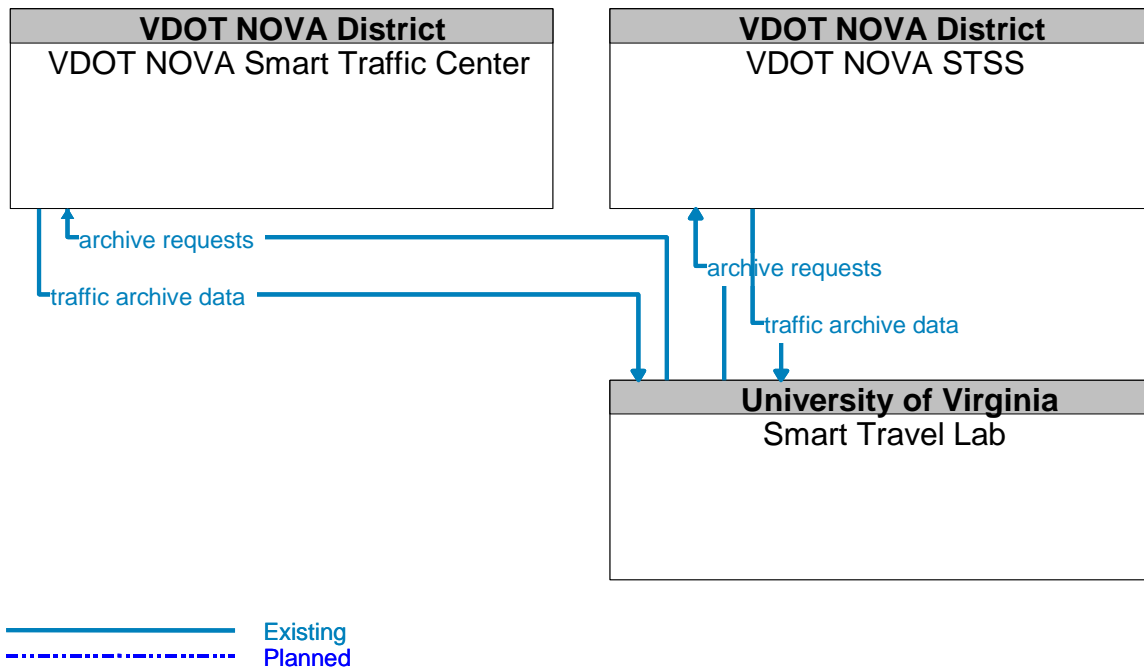 VDOT NOVA District
VDOT NOVA Smart Traffic Center
VDOT NOVA District
VDOT NOVA STSS
archive requests
traffic archive data
archive requests
traffic archive data
University of Virginia
Smart Travel Lab
Existing
Planned